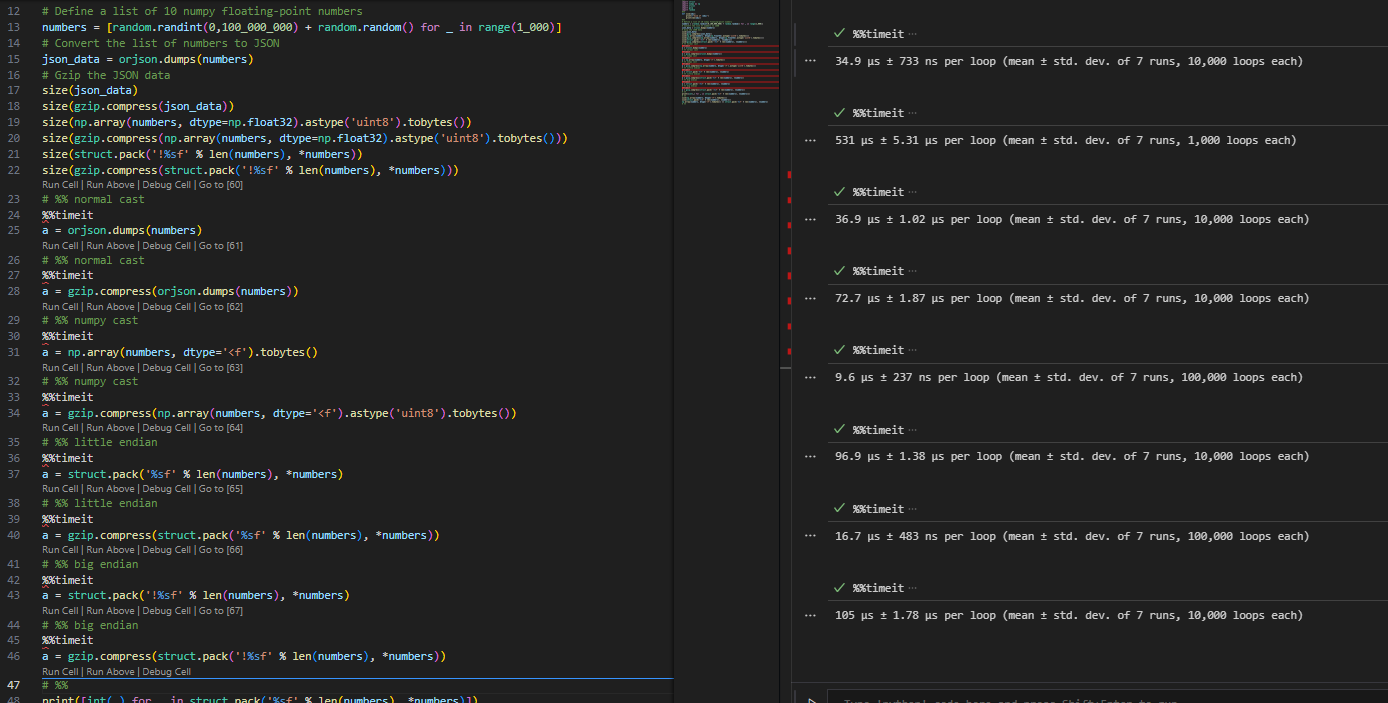 12 # Define a list of 10 numpy floating-point numbers
13 numbers = [random.randint(0,100_000_000) + random.random() for _ in range(1_000)]
14 # Convert the list of numbers to JSON
15 json_data = orjson.dumps(numbers)
16 # Gzip the JSON data
17 size(json_data)
18 size(gzip.compress(json_data))
19 size(np.array(numbers, dtype=np.float32).astype('uint8').tobytes())
20 size(gzip.compress(np.array(numbers, dtype=np.float32).astype('uint8').tobytes()))
21 size(struct.pack('!%sf' % len(numbers), *numbers))
22 size(gzip.compress(struct.pack('!%sf' % len(numbers), *numbers)))
Run Cell | Run Above | Debug Cell | Go to [60]
23 # %% normal cast
24 %%timeit
25 a = orjson.dumps(numbers)
Run Cell | Run Above | Debug Cell | Go to [61]
26 # %% normal cast
27 %%timeit
28 a = gzip.compress(orjson.dumps(numbers))
Run Cell | Run Above | Debug Cell | Go to [62]
29 # %% numpy cast
30 %%timeit
31 a = np.array(numbers, dtype='<f').tobytes()
Run Cell | Run Above | Debug Cell | Go to [63]
32 # %% numpy cast
33 %%timeit
34 a = gzip.compress(np.array(numbers, dtype='<f').astype('uint8').tobytes())
Run Cell | Run Above | Debug Cell | Go to [64]
35 # %% little endian
36 %%timeit
37 a = struct.pack('%sf' % len(numbers), *numbers)
Run Cell | Run Above | Debug Cell | Go to [65]
38 # %% little endian
39 %%timeit
40 a = gzip.compress(struct.pack('%sf' % len(numbers), *numbers))
Run Cell | Run Above | Debug Cell | Go to [66]
41 # %% big endian
42 %%timeit
43 a = struct.pack('!%sf' % len(numbers), *numbers)
Run Cell | Run Above | Debug Cell | Go to [67]
44 # %% big endian
45 %%timeit
46 a = gzip.compress(struct.pack('!%sf' % len(numbers), *numbers))
Run Cell | Run Above | Debug Cell
47 # %%
48 print([int(_) for _ in struct.pack('%sf' % len(numbers), *numbers)])
%%timeit ···
34.9 µs ± 733 ns per loop (mean ± std. dev. of 7 runs, 10,000 loops each)
%%timeit ···
531 µs ± 5.31 µs per loop (mean ± std. dev. of 7 runs, 1,000 loops each)
%%timeit ···
36.9 µs ± 1.02 µs per loop (mean ± std. dev. of 7 runs, 10,000 loops each)
%%timeit ···
72.7 µs ± 1.87 µs per loop (mean ± std. dev. of 7 runs, 10,000 loops each)
%%timeit ···
9.6 µs ± 237 ns per loop (mean ± std. dev. of 7 runs, 100,000 loops each)
%%timeit ···
96.9 µs ± 1.38 µs per loop (mean ± std. dev. of 7 runs, 10,000 loops each)
%%timeit ···
16.7 µs ± 483 ns per loop (mean ± std. dev. of 7 runs, 100,000 loops each)
%%timeit ···
105 µs ± 1.78 µs per loop (mean ± std. dev. of 7 runs, 10,000 loops each)
Type 'python' code here and press Shift+Enter to run